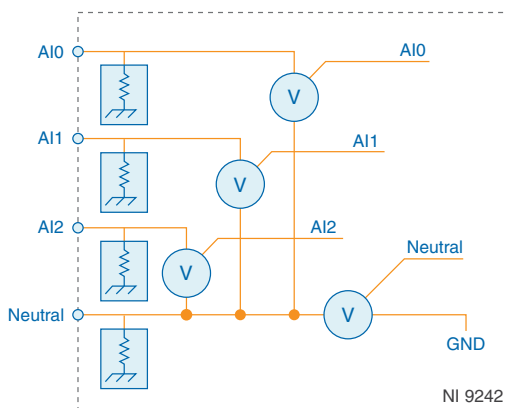 AI0
AI0
V
AI1
AI1
V
AI2
AI2
V
Neutral
Neutral
V
GND
NI 9242